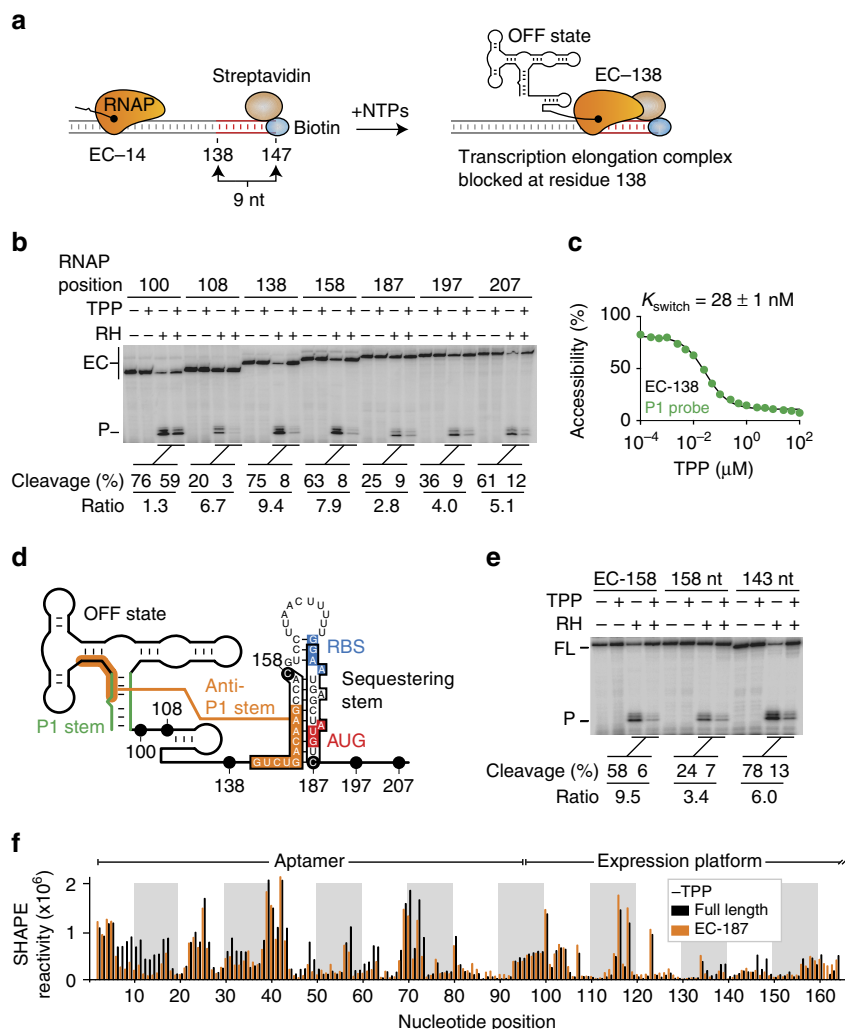 a
OFF state
Streptavidin
EC–138
RNAP
+NTPs
Biotin
EC–14
138
147
Transcription elongation complex
blocked at residue 138
9 nt
b
RNAP
position
100 108 138 158 187 197 207
TPP – + – + – + – + – + – + – + – + – + – + – + – + – + – +
RH – – + + – – + + – – + + – – + + – – + + – – + + – – + +
EC
P
Cleavage (%) 76 59 20 3 75 8 63 8 25 9 36 9 61 12
Ratio 1.3 6.7 9.4 7.9 2.8 4.0 5.1
c
Kswitch = 28 ± 1 nM
Accessibility (%)
100
50
0
EC-138
P1 probe
10–4 10–2 100 102
TPP (μM)
d
OFF state
P1 stem
Anti-
P1 stem
100
108
138
158
187
197
207
RBS
Sequestering
stem
AUG
GUCUG
e
EC-158 158 nt 143 nt
TPP – + – + – + – + – + – +
RH – – + + – – + + – – + +
FL
P
Cleavage (%) 58 6 24 7 78 13
Ratio 9.5 3.4 6.0
f
Aptamer
Expression platform
SHAPE
reactivity (x106)
2
1
0
–TPP
Full length
EC-187
10 20 30 40 50 60 70 80 90 100 110 120 130 140 150 160
Nucleotide position